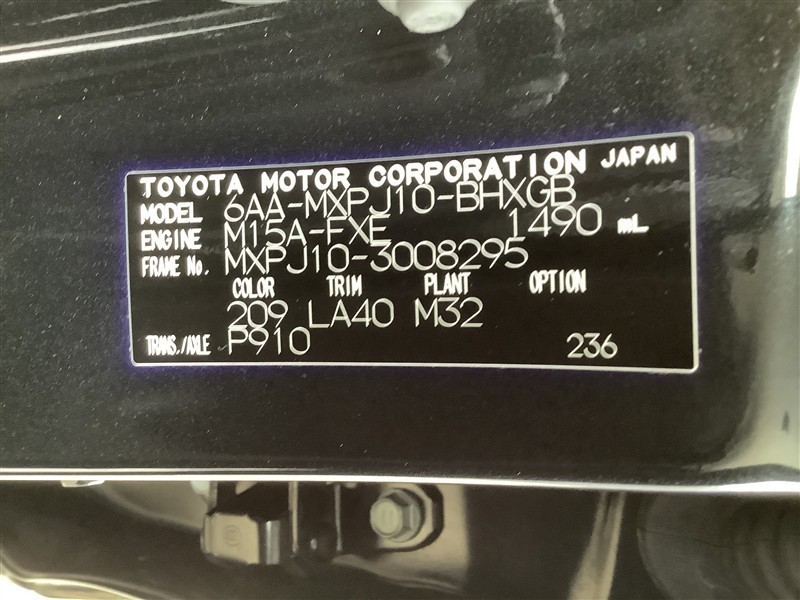 TOYOTA MOTOR CORPORATION JAPAN
MODEL 6AA-MXPJ10-BHXGB
ENGINE M15A-FXE 1490 mL
FRAME No. MXPJ10-3008295
COLOR TRIM PLANT OPTION
209 LA40 M32
TRANS./AXLE P910 236